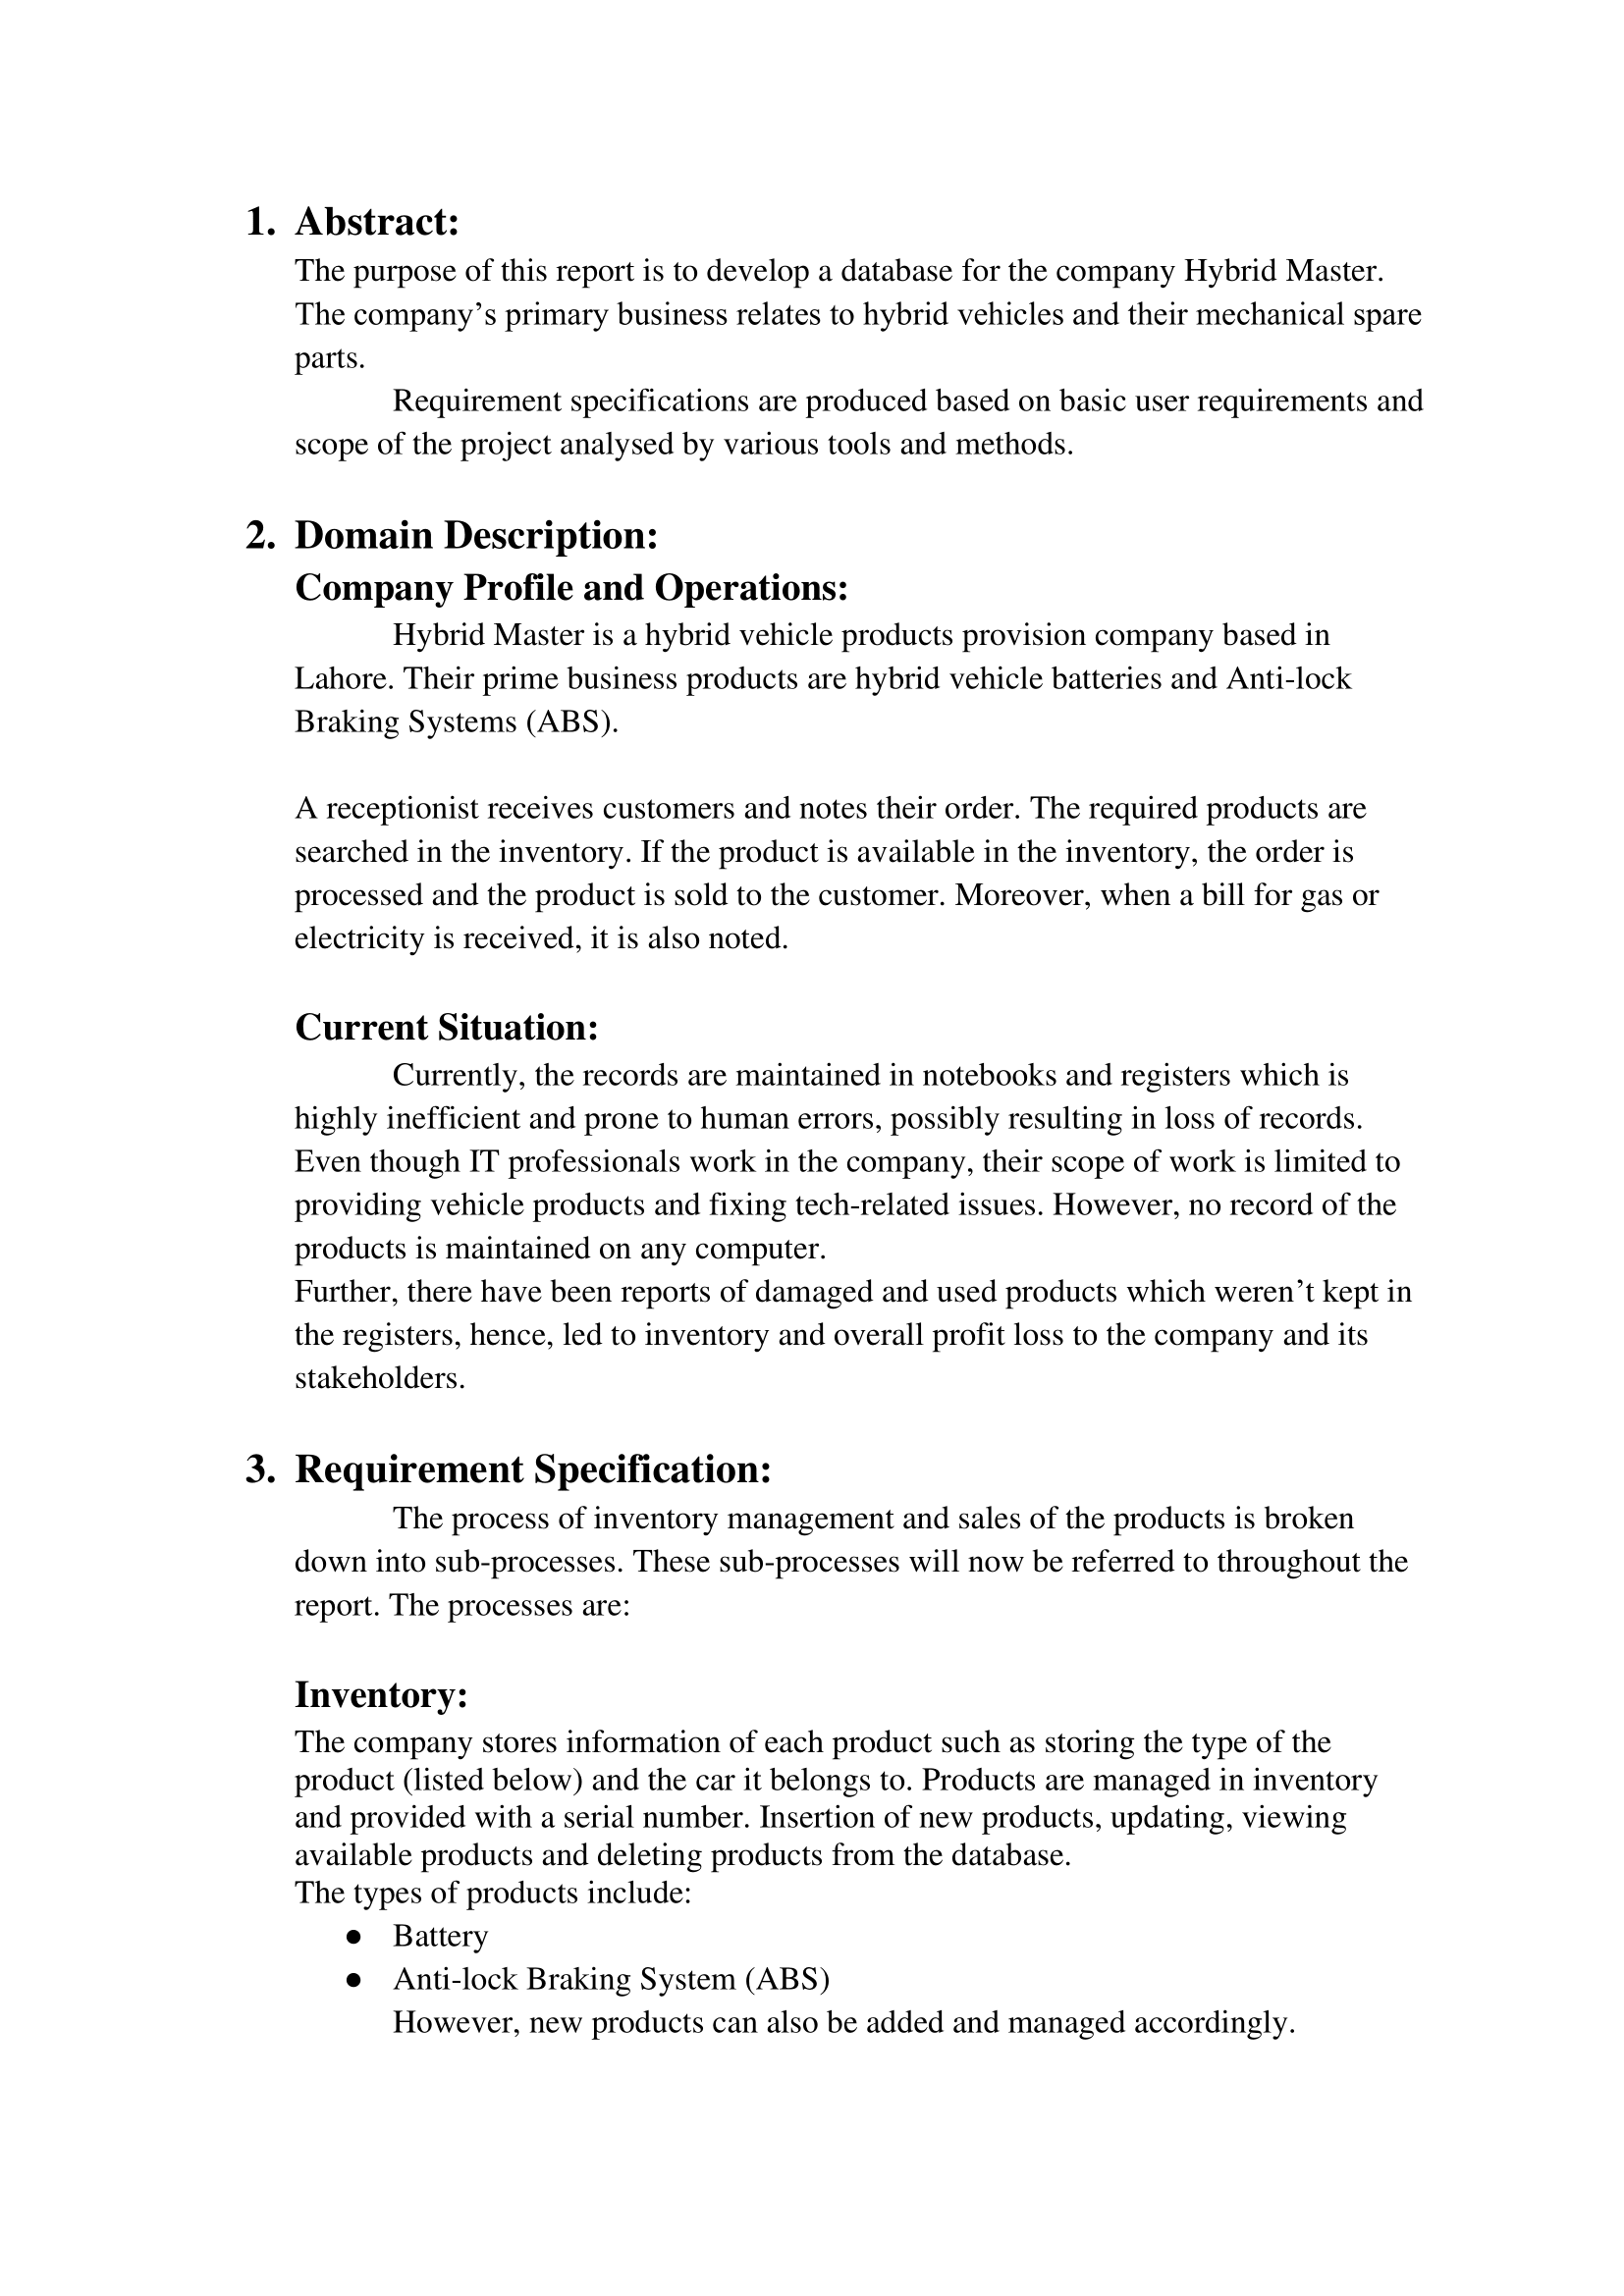 1. Abstract:
The purpose of this report is to develop a database for the company Hybrid Master.
The company’s primary business relates to hybrid vehicles and their mechanical spare
parts.
Requirement specifications are produced based on basic user requirements and
scope of the project analysed by various tools and methods.
2. Domain Description:
Company Profile and Operations:
Hybrid Master is a hybrid vehicle products provision company based in
Lahore. Their prime business products are hybrid vehicle batteries and Anti-lock
Braking Systems (ABS).
A receptionist receives customers and notes their order. The required products are
searched in the inventory. If the product is available in the inventory, the order is
processed and the product is sold to the customer. Moreover, when a bill for gas or
electricity is received, it is also noted.
Current Situation:
Currently, the records are maintained in notebooks and registers which is
highly inefficient and prone to human errors, possibly resulting in loss of records.
Even though IT professionals work in the company, their scope of work is limited to
providing vehicle products and fixing tech-related issues. However, no record of the
products is maintained on any computer.
Further, there have been reports of damaged and used products which weren’t kept in
the registers, hence, led to inventory and overall profit loss to the company and its
stakeholders.
3. Requirement Specification:
The process of inventory management and sales of the products is broken
down into sub-processes. These sub-processes will now be referred to throughout the
report. The processes are:
Inventory:
The company stores information of each product such as storing the type of the
product (listed below) and the car it belongs to. Products are managed in inventory
and provided with a serial number. Insertion of new products, updating, viewing
available products and deleting products from the database.
The types of products include:
● Battery
● Anti-lock Braking System (ABS)
However, new products can also be added and managed accordingly.